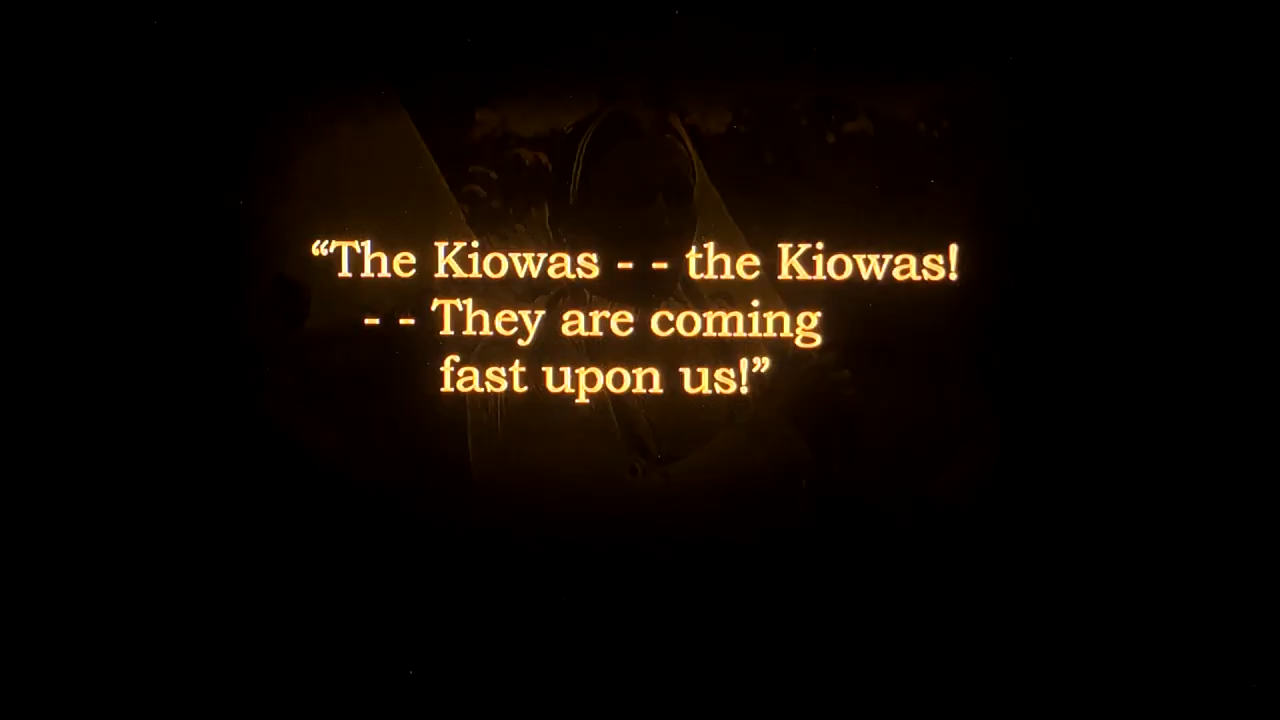 “The Kiowas - - the Kiowas!
- - They are coming
fast upon us!”